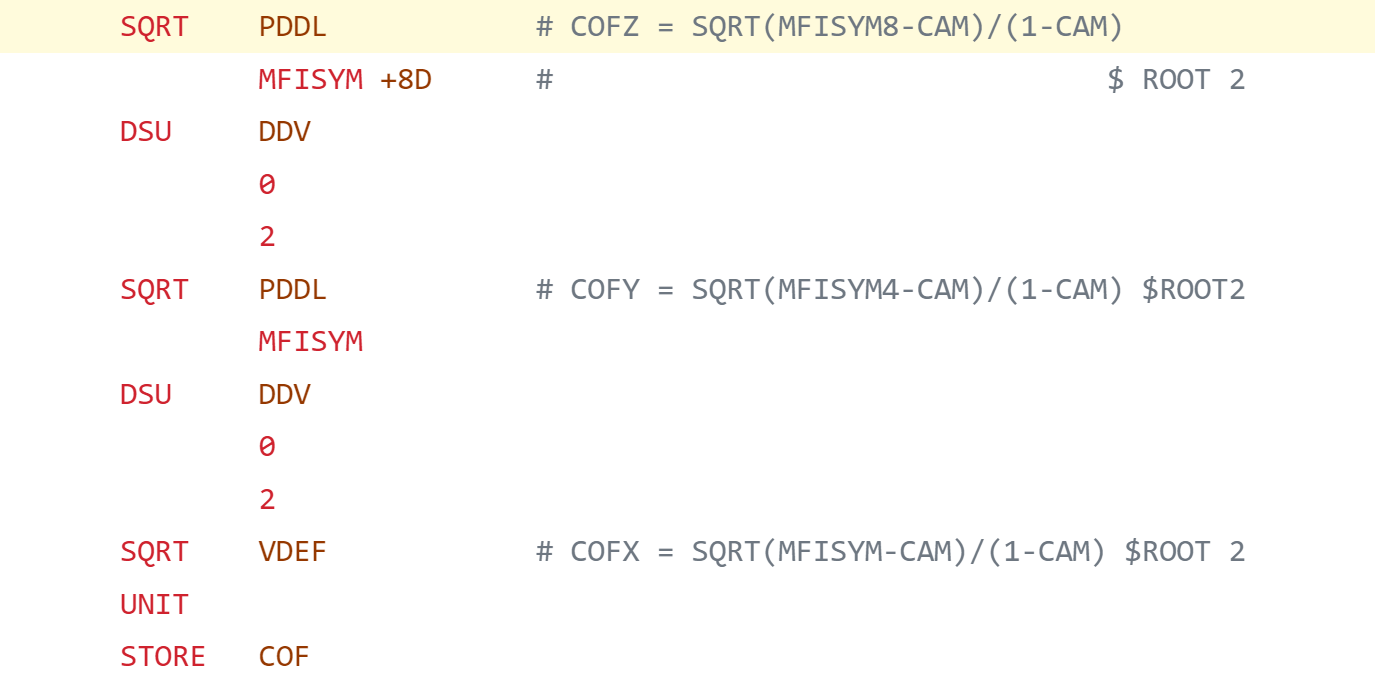 SQRT PDDL # COFZ = SQRT(MFISYM8-CAM)/(1-CAM)
MFISYM +8D # $ ROOT 2
DSU DDV
0
2
SQRT PDDL # COFY = SQRT(MFISYM4-CAM)/(1-CAM) $ROOT2
MFISYM
DSU DDV
0
2
SQRT VDEF # COFX = SQRT(MFISYM-CAM)/(1-CAM) $ROOT 2
UNIT
STORE COF